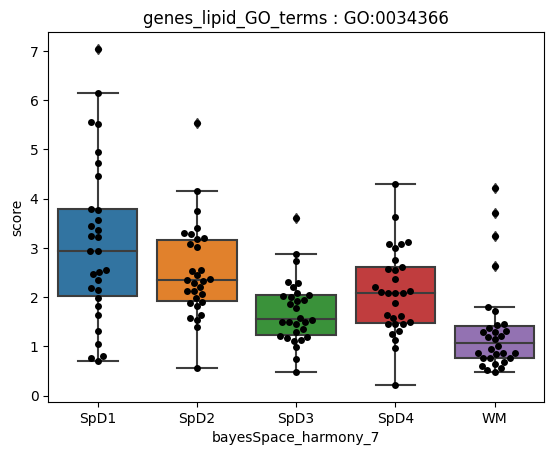 genes_lipid_GO_terms : GO:0034366
7
6
5
4
3
2
1
0
score
SpD1 SpD2 SpD3 SpD4 WM
bayesSpace_harmony_7